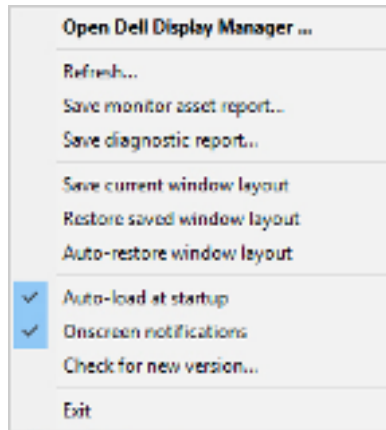 Open Dell Display Manager ...
Refresh...
Save monitor asset report...
Save diagnostic report...
Save current window layout
Restore saved window layout
Auto-restore window layout
Auto-load at startup
Onscreen notifications
Check for new version...
Exit